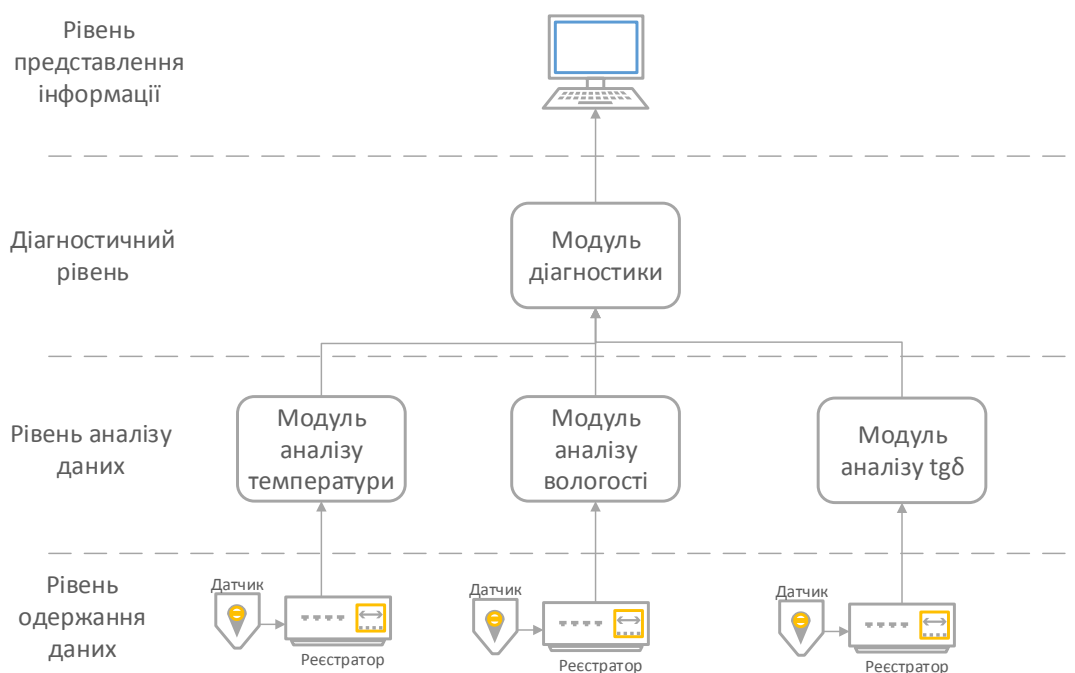 Рівень
представлення
інформації
Діагностичний
рівень
Модуль
діагностики
Рівень аналізу
даних
Модуль
аналізу
температури
Модуль
аналізу
вологості
Модуль
аналізу tgδ
Рівень
одержання
даних
Датчик
Реєстратор
Датчик
Реєстратор
Датчик
Реєстратор